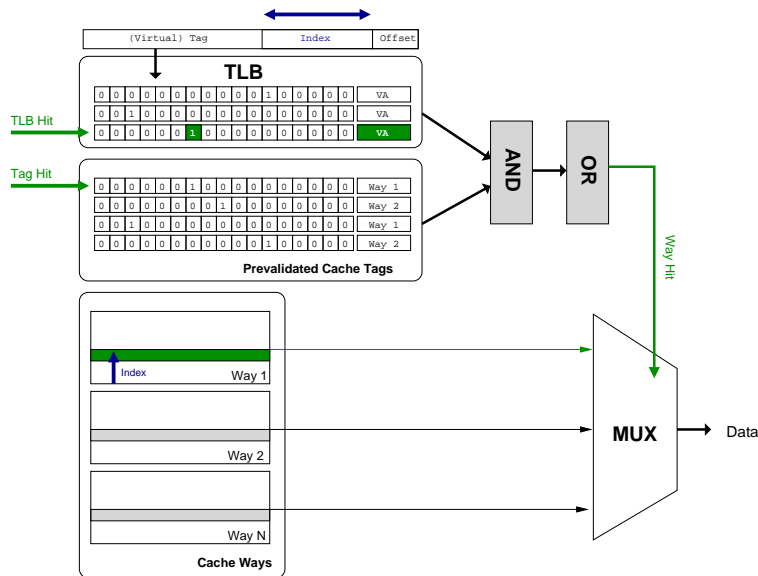 (Virtual) Tag Index Offset
TLB
0 0 0 0 0 0 0 0 0 0 0 1 0 0 0 0 0 VA
0 0 1 0 0 0 0 0 0 0 0 0 0 0 0 0 0 VA
TLB Hit
0 0 0 0 0 0 1 0 0 0 0 0 0 0 0 0 0 VA
Tag Hit
0 0 0 0 0 0 1 0 0 0 0 0 0 0 0 0 0 Way 1
0 0 0 0 0 0 0 0 1 0 0 0 0 0 0 0 0 Way 2
0 0 1 0 0 0 0 0 0 0 0 0 0 0 0 0 0 Way 1
0 0 0 0 0 0 0 0 0 0 0 1 0 0 0 0 0 Way 2
Prevalidated Cache Tags
AND
OR
Way Hit
Index
Way 1
Way 2
Way N
Cache Ways
MUX
Data